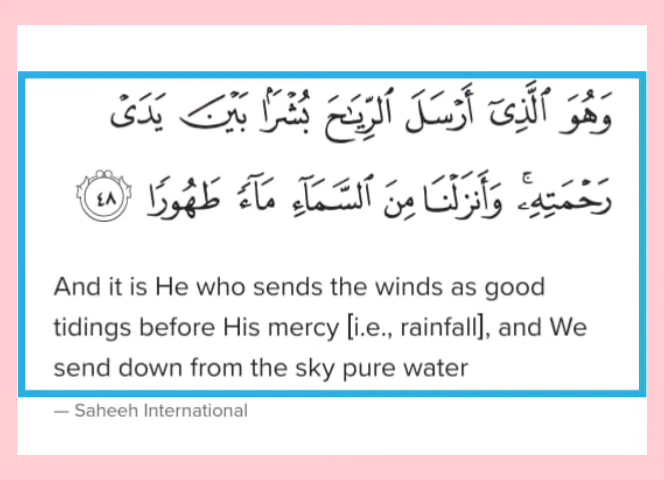 وَهُوَ ٱلَّذِىٓ أَرْسَلَ ٱلرِّيَـٰحَ بُشْرًۢا بَيْنَ يَدَىْ
رَحْمَتِهِۦ ۚ وَأَنزَلْنَا مِنَ ٱلسَّمَآءِ مَآءً طَهُورًا ٤٨
And it is He who sends the winds as good
tidings before His mercy [i.e., rainfall], and We
send down from the sky pure water
— Saheeh International